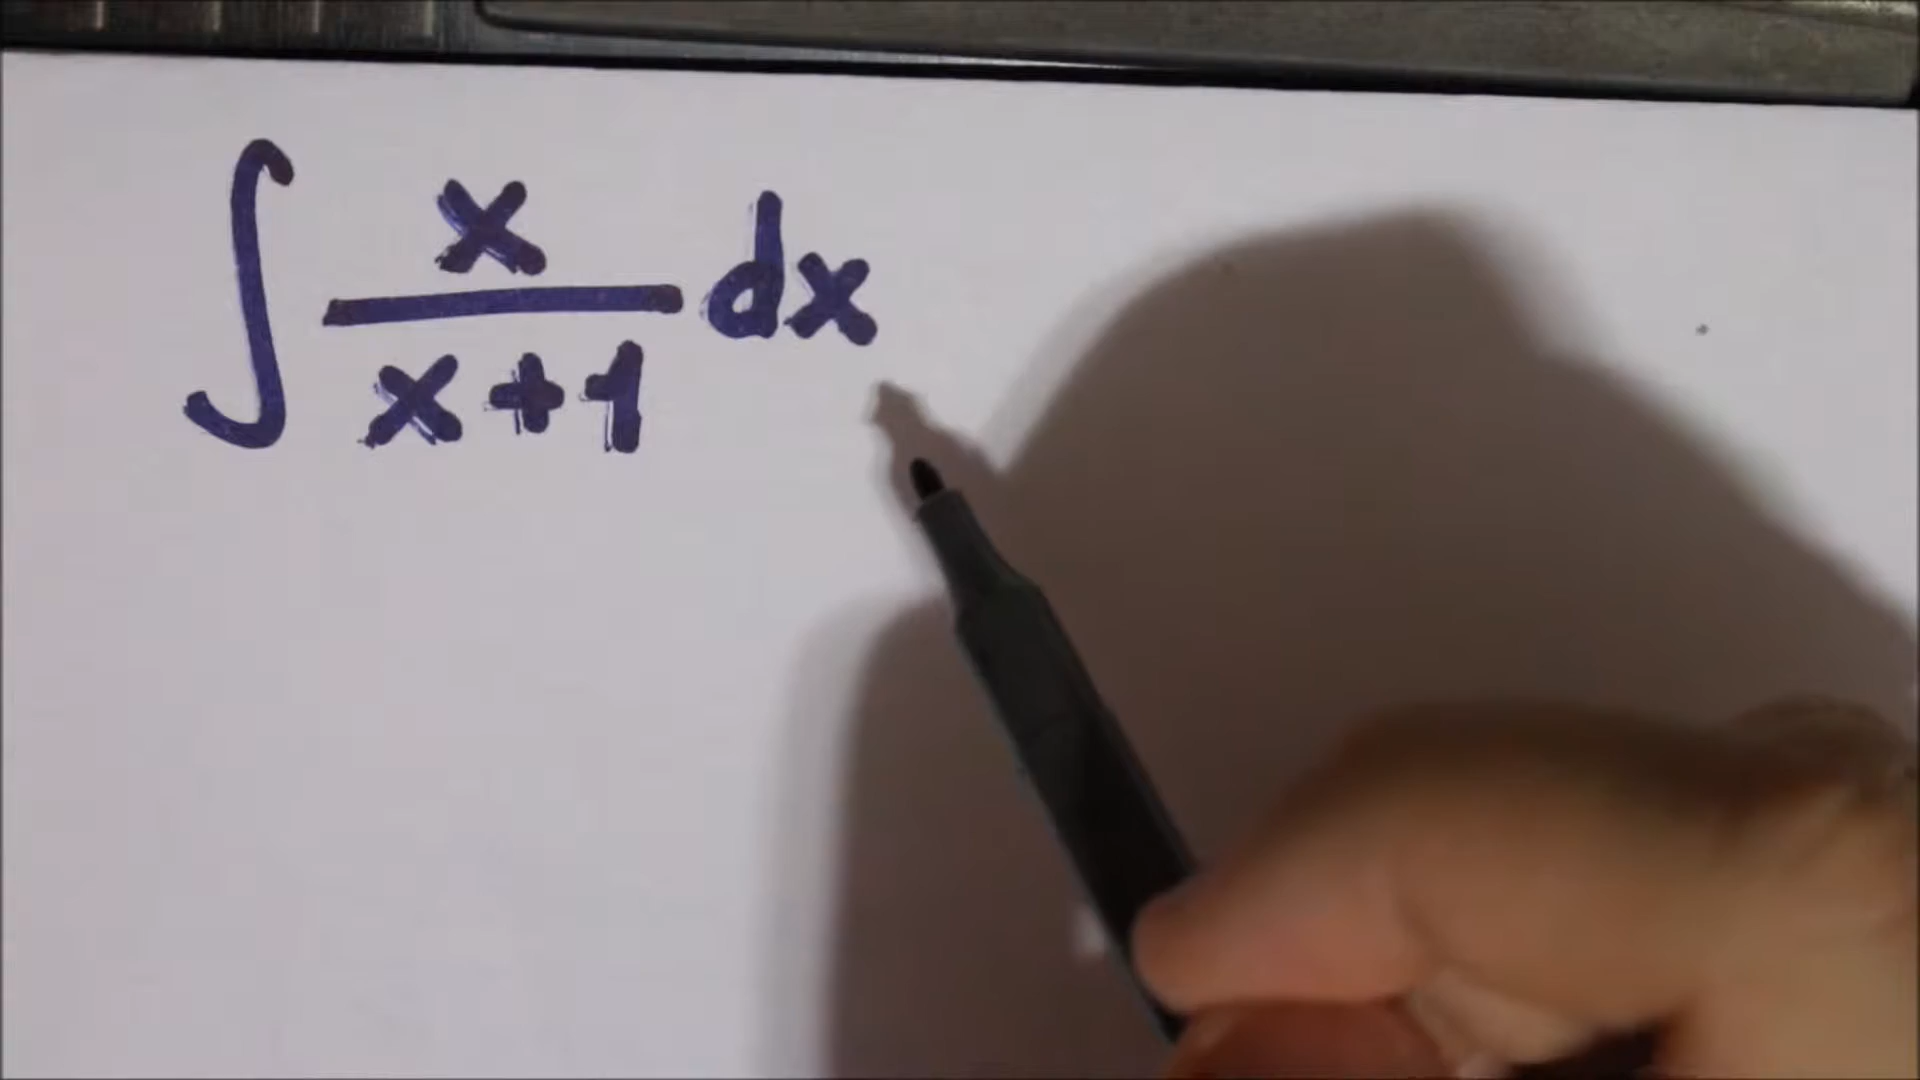 ∫ x/(x+1) dx